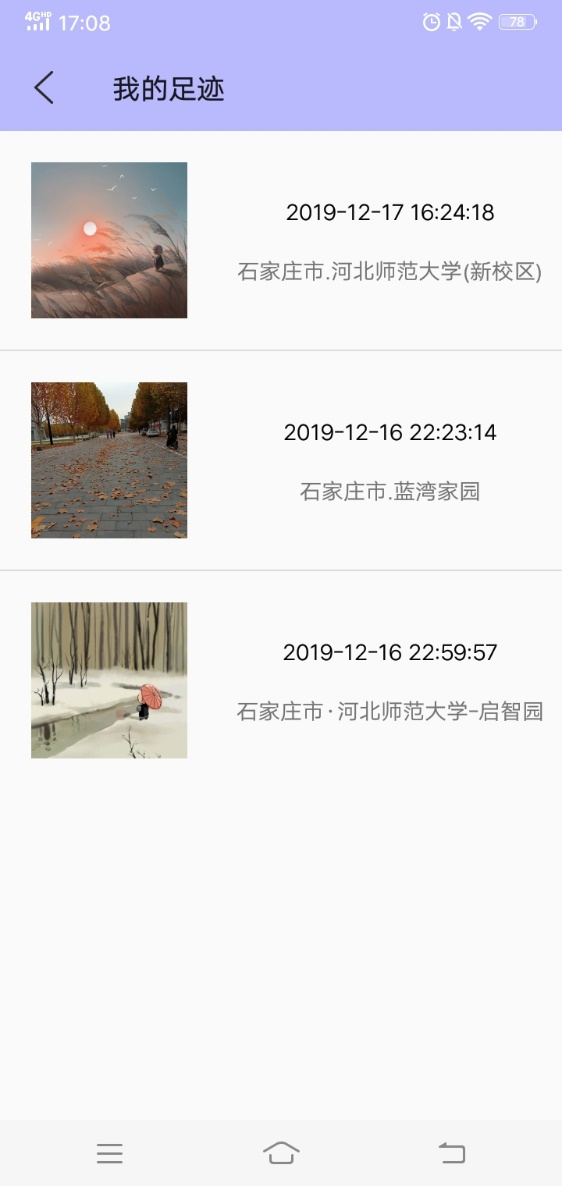 4GHD 17:08 78
我的足迹
2019-12-17 16:24:18
石家庄市.河北师范大学(新校区)
2019-12-16 22:23:14
石家庄市.蓝湾家园
2019-12-16 22:59:57
石家庄市·河北师范大学-启智园